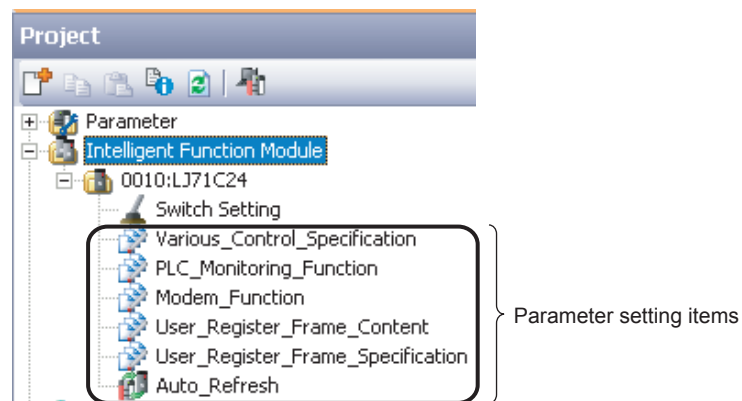 Project
Parameter
Intelligent Function Module
0010:LJ71C24
Switch Setting
Various_Control_Specification
PLC_Monitoring_Function
Modem_Function
User_Register_Frame_Content
User_Register_Frame_Specification
Auto_Refresh
Parameter setting items